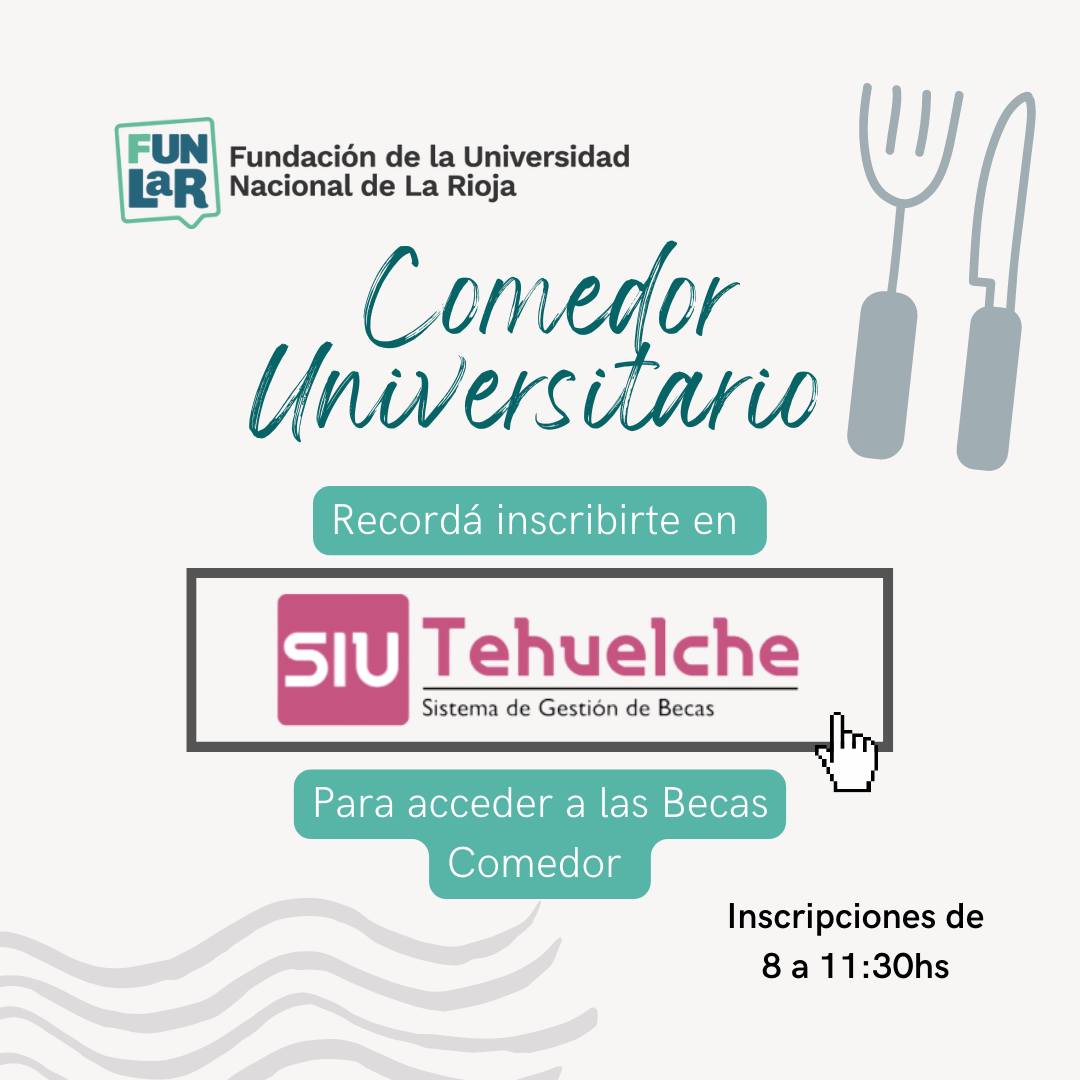 FUN
LaR
Fundación de la Universidad
Nacional de La Rioja
Comedor
Universitario
Recordá inscribirte en
SIU Tehuelche
Sistema de Gestión de Becas
Para acceder a las Becas
Comedor
Inscripciones de
8 a 11:30hs